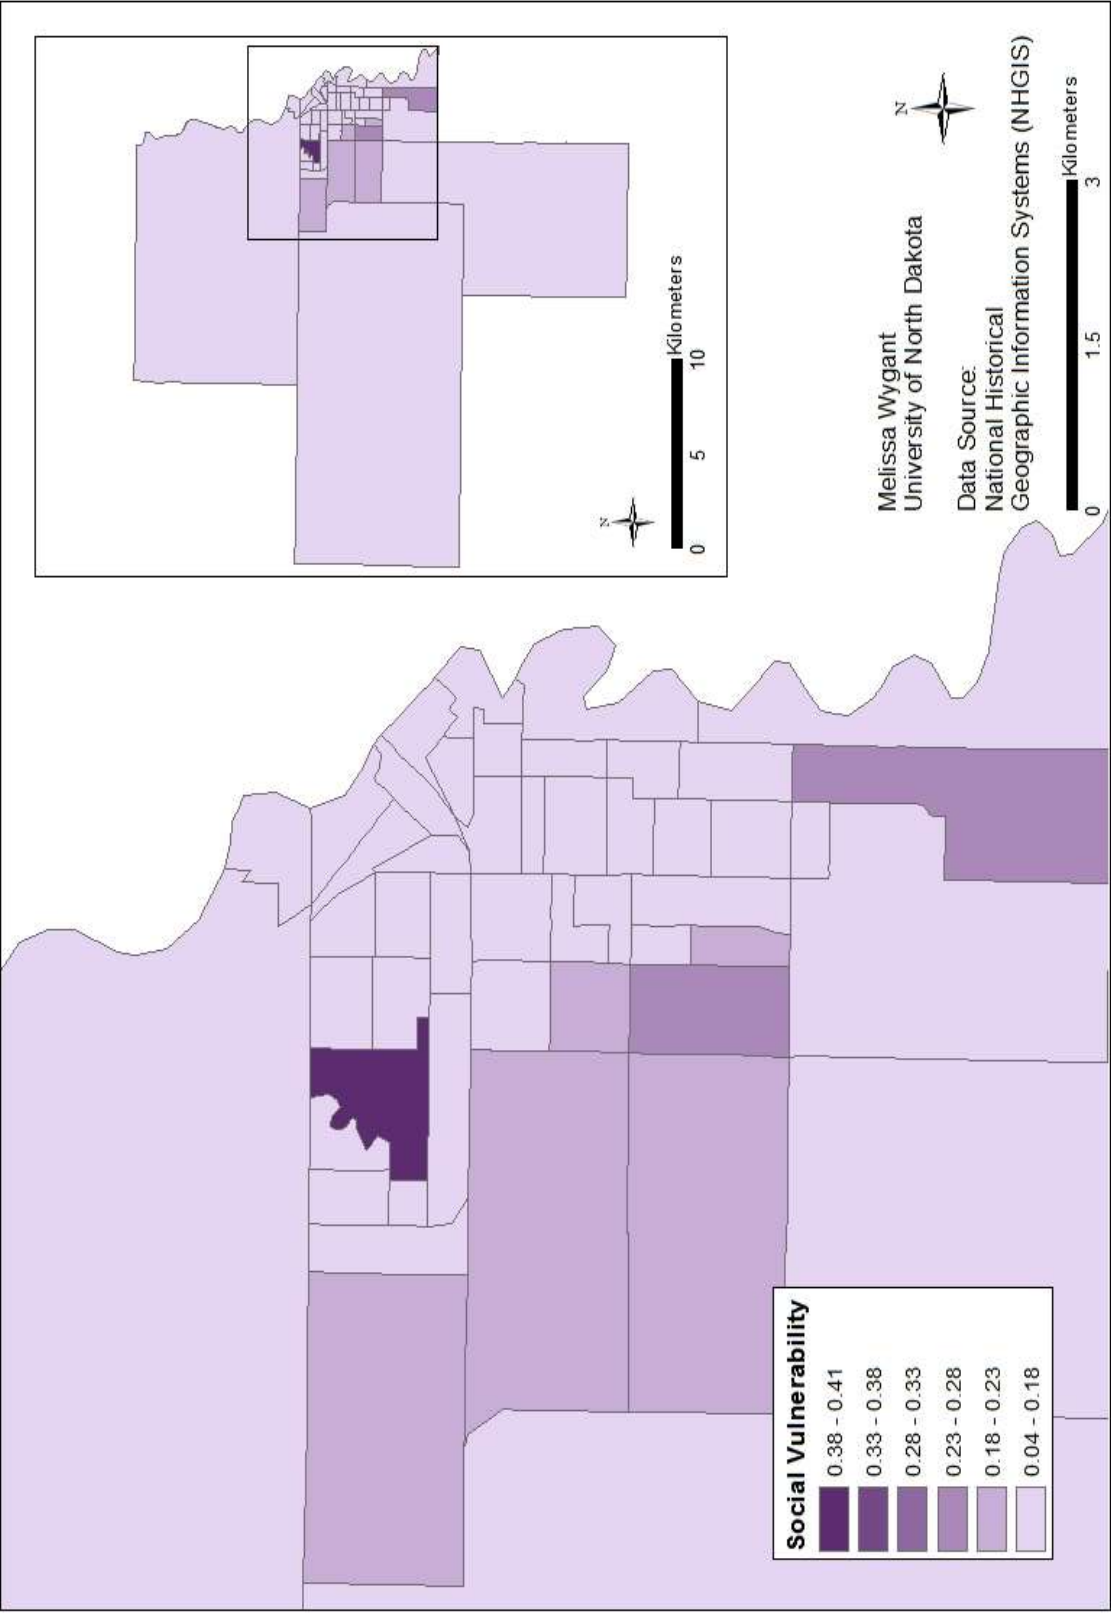 N
0 5 10 Kilometers
N
Melissa Wygant
University of North Dakota
Data Source:
National Historical
Geographic Information Systems (NHGIS)
0 1.5 3 Kilometers
Social Vulnerability
0.38 - 0.41
0.33 - 0.38
0.28 - 0.33
0.23 - 0.28
0.18 - 0.23
0.04 - 0.18